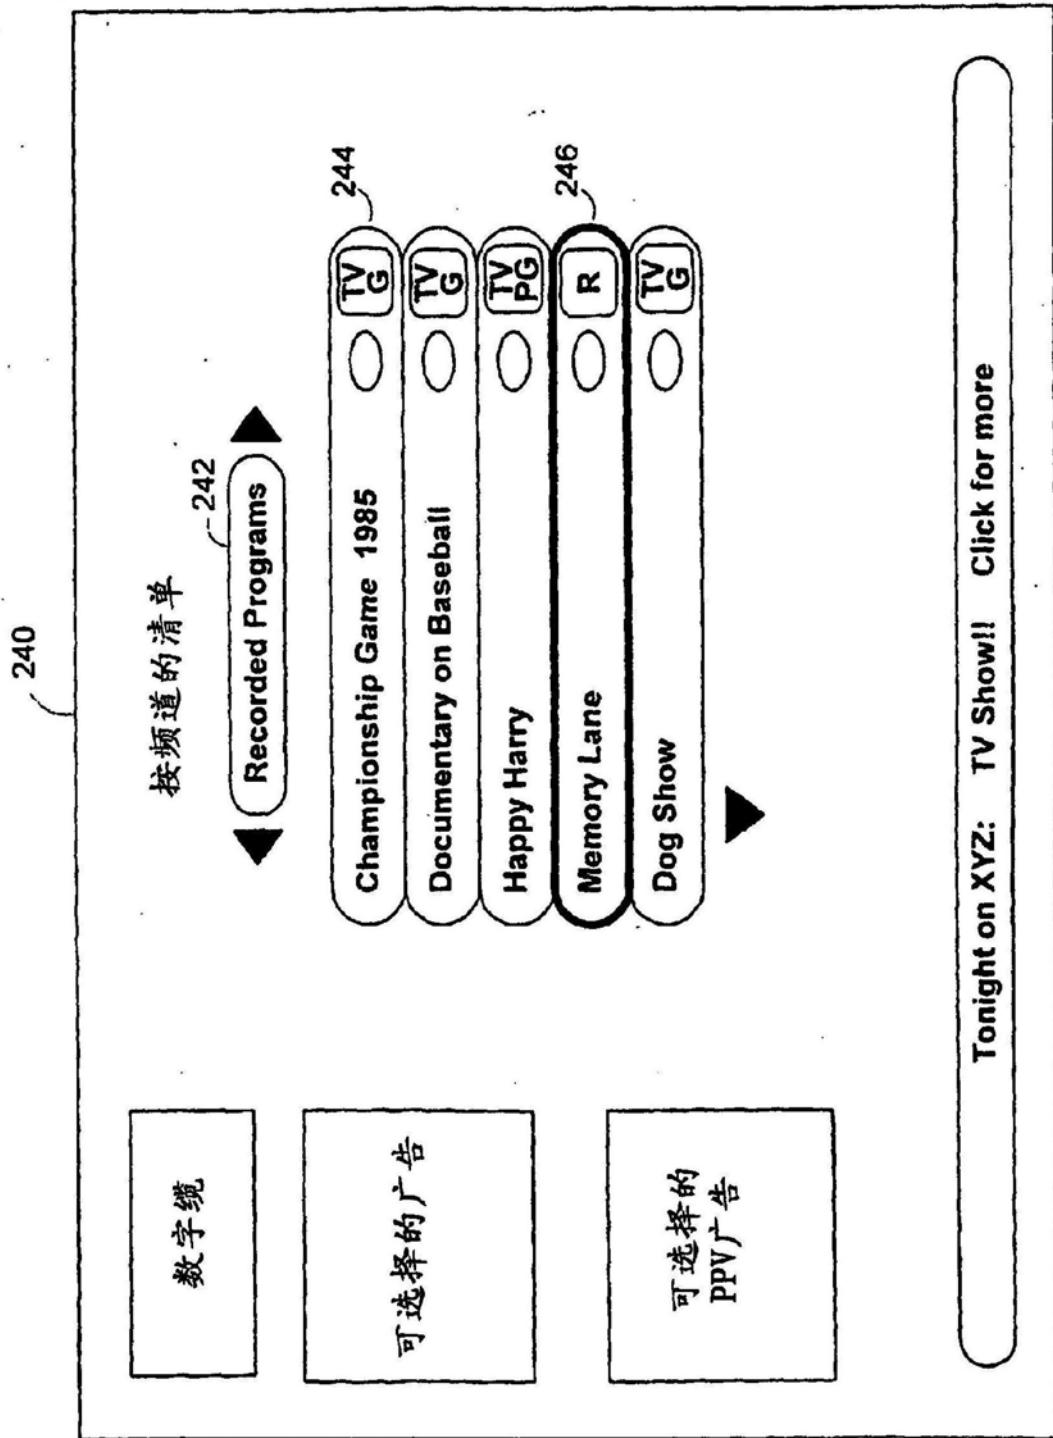 240
数字缆
可选择的广告
可选择的
PPV广告
按频道的清单
242
Recorded Programs
244
Championship Game 1985 TV G
Documentary on Baseball TV G
Happy Harry TV PG
246
Memory Lane R
Dog Show TV G
Tonight on XYZ: TV Show!! Click for more